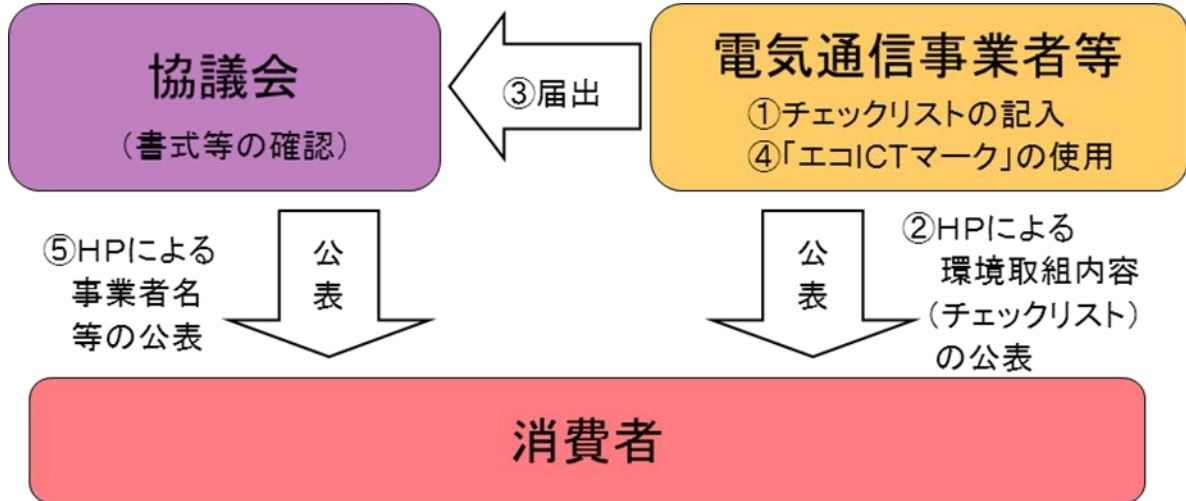 協議会
(書式等の確認)
③届出
電気通信事業者等
①チェックリストの記入
④「エコICTマーク」の使用
⑤HPによる
事業者名
等の公表
公
表
公
表
②HPによる
環境取組内容
(チェックリスト)
の公表
消費者